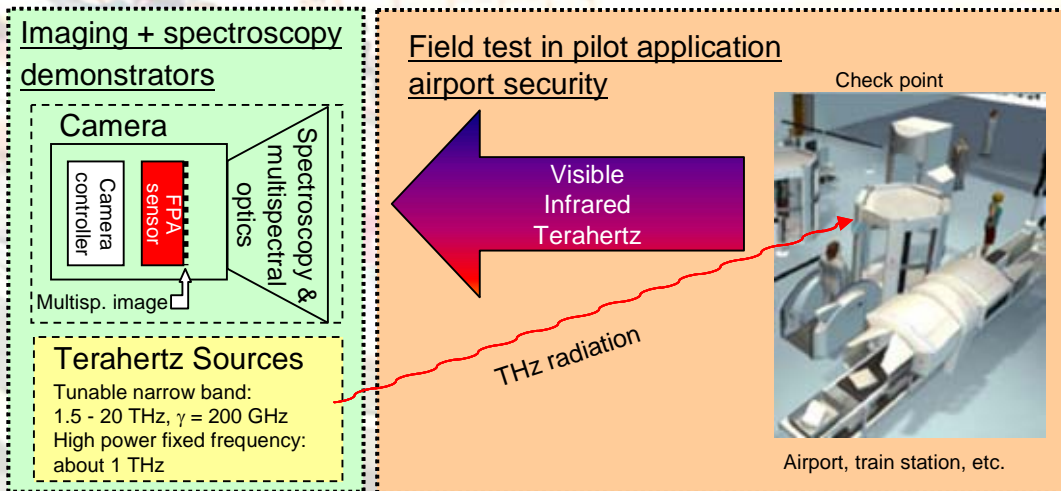 Imaging + spectroscopy
demonstrators
Camera
Camera
controller
FPA
sensor
Spectroscopy &
multispectral
optics
Multisp. image
Terahertz Sources
Tunable narrow band:
1.5 - 20 THz, γ = 200 GHz
High power fixed frequency:
about 1 THz
Field test in pilot application
airport security
Visible
Infrared
Terahertz
THz radiation
Check point
Airport, train station, etc.